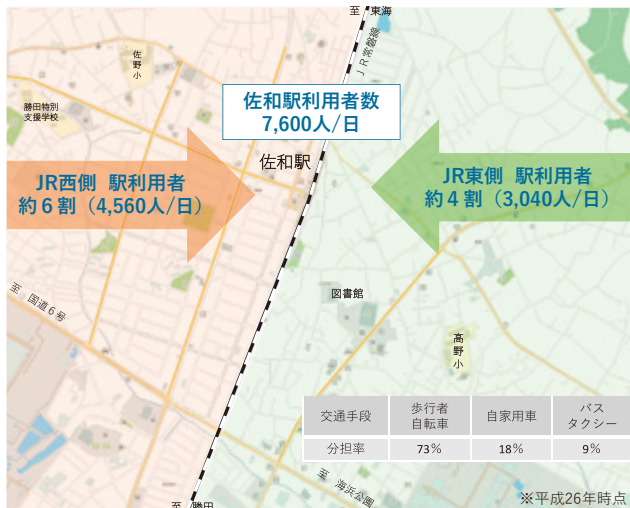 至 東海
JR常磐線
佐野小
勝田特別
支援学校
佐和駅利用者数
7,600人/日
佐和駅
JR西側 駅利用者
約6割（4,560人/日）
JR東側 駅利用者
約4割（3,040人/日）
至 国道6号
図書館
高野小
交通手段 歩行者自転車 自家用車 バスタクシー
分担率 73% 18% 9%
至 海浜公園
至 勝田
※平成26年時点